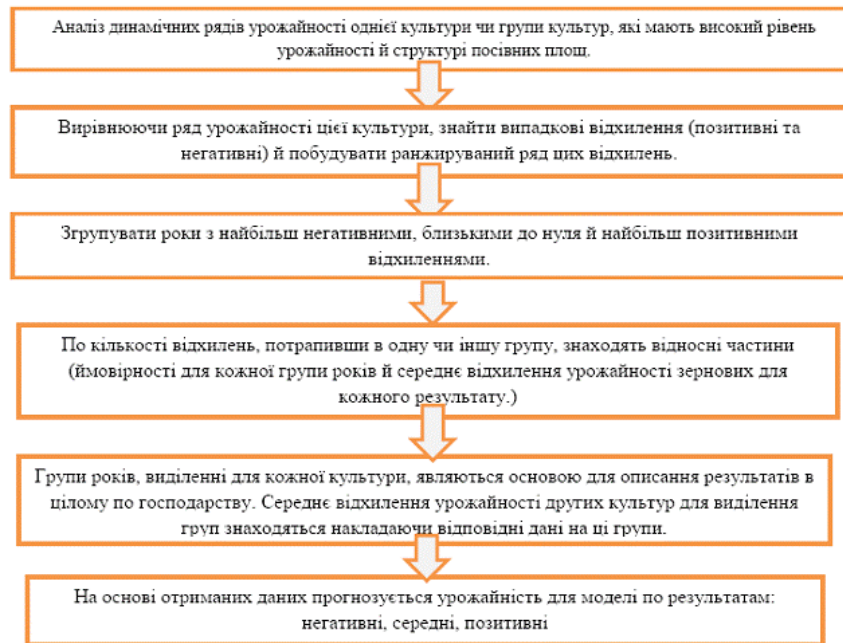 Аналіз динамічних рядів урожайності однієї культури чи групи культур, які мають високий рівень
урожайності й структурі посівних площ.
Вирівнюючи ряд урожайності цієї культури, знайти випадкові відхилення (позитивні та
негативні) й побудувати ранжируваний ряд цих відхилень.
Згрупувати роки з найбільш негативними, близькими до нуля й найбільш позитивними
відхиленнями.
По кількості відхилень, потрапивши в одну чи іншу групу, знаходять відносні частини
(ймовірності для кожної групи років й середнє відхилення урожайності зернових для
кожного результату.)
Групи років, виділенні для кожної культури, являються основою для описання результатів в
цілому по господарству. Середнє відхилення урожайності других культур для виділення
груп знаходяться накладаючи відповідні дані на ці групи.
На основі отриманих даних прогнозується урожайність для моделі по результатам:
негативні, середні, позитивні